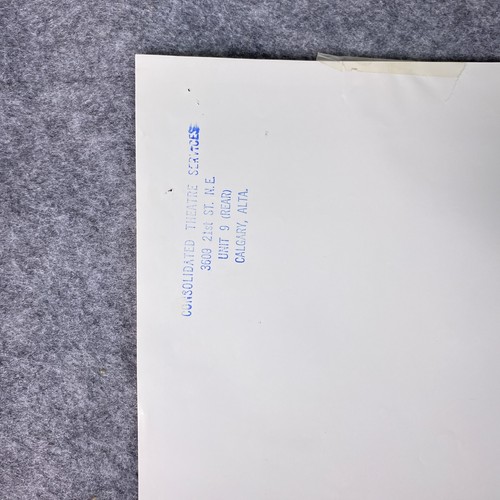 CONSOLIDATED THEATRE SERVICES
3609 21st ST. N.E.
UNIT 9 (REAR)
CALGARY, ALTA.